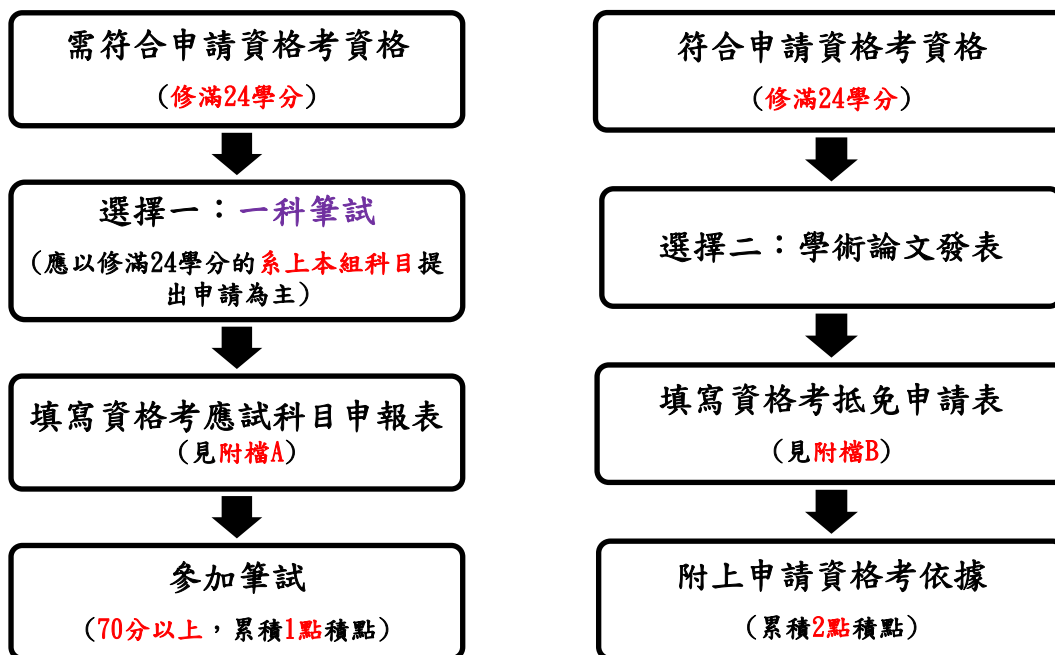 需符合申請資格考資格
（修滿24學分）
選擇一：一科筆試
（應以修滿24學分的系上本組科目提
出申請為主）
填寫資格考應試科目申報表
（見附檔A）
參加筆試
（70分以上，累積1點積點）
符合申請資格考資格
（修滿24學分）
選擇二：學術論文發表
填寫資格考抵免申請表
（見附檔B）
附上申請資格考依據
（累積2點積點）